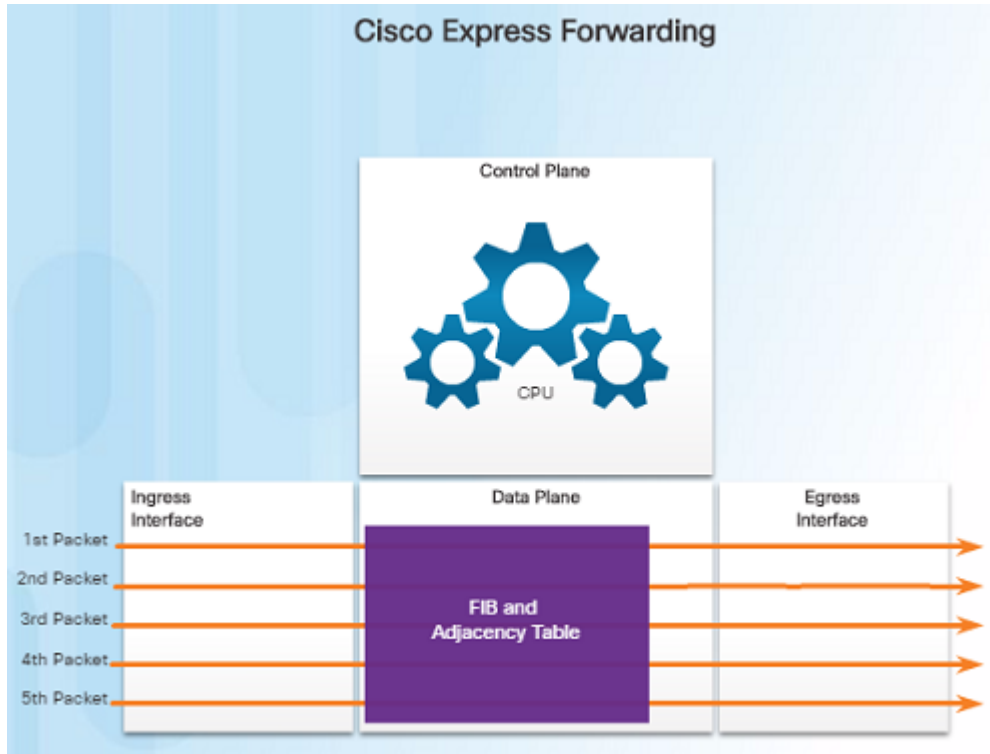 Cisco Express Forwarding
Control Plane
CPU
Ingress
Interface
Data Plane
Egress
Interface
1st Packet
2nd Packet
3rd Packet
4th Packet
5th Packet
FIB and
Adjacency Table